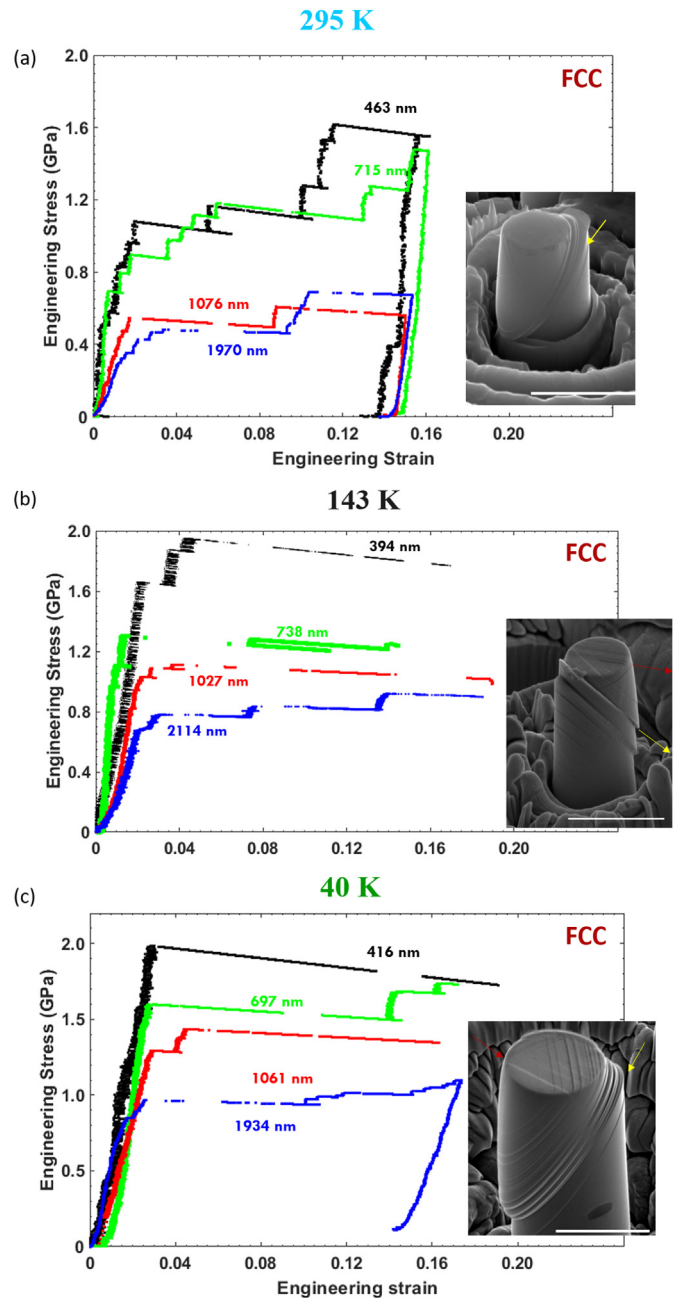 295 K
(a)
FCC
2.0
1.6
1.2
0.8
0.4
0
Engineering Stress (GPa)
463 nm
715 nm
1076 nm
1970 nm
0 0.04 0.08 0.12 0.16 0.20
Engineering Strain
(b)
143 K
FCC
2.0
1.6
1.2
0.8
0.4
0
Engineering Stress (GPa)
394 nm
738 nm
1027 nm
2114 nm
0 0.04 0.08 0.12 0.16 0.20
Engineering Strain
40 K
(c)
FCC
2.0
1.5
1.0
0.5
0
Engineering Stress (GPa)
416 nm
697 nm
1061 nm
1934 nm
0 0.04 0.08 0.12 0.16 0.20
Engineering strain